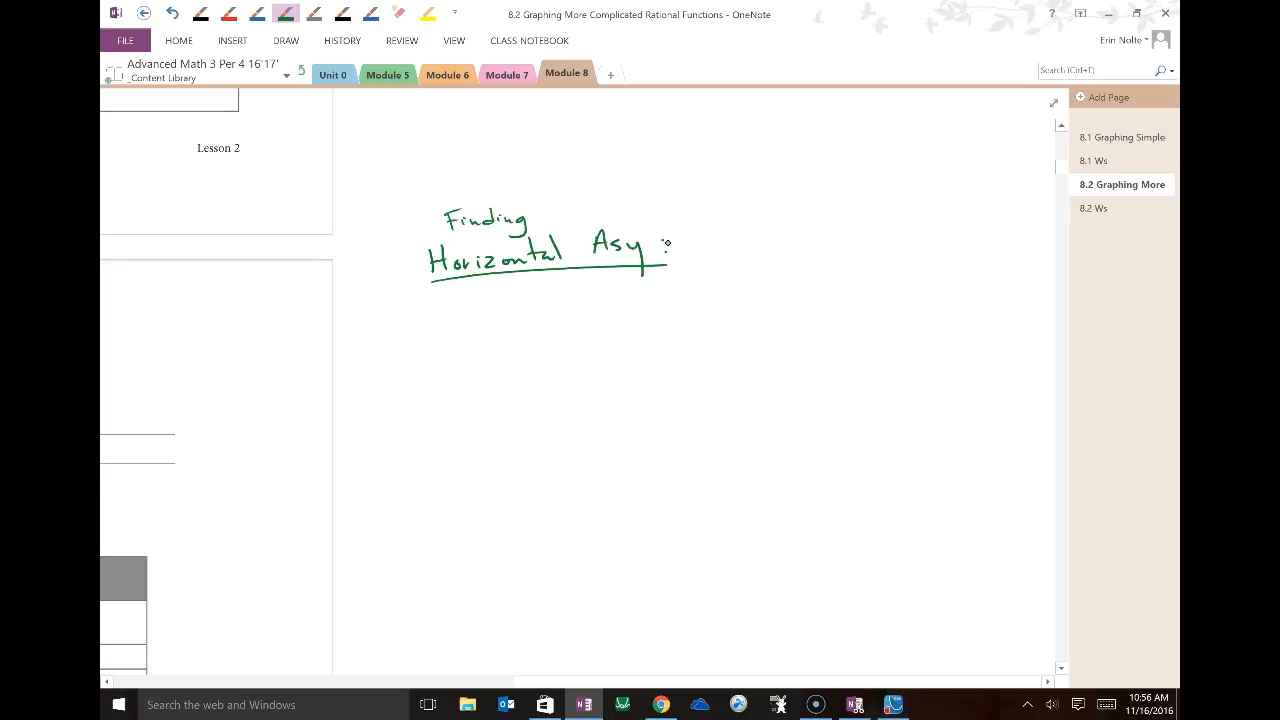 8.2 Graphing More Complicated Rational Functions - OneNote
FILE HOME INSERT DRAW HISTORY REVIEW VIEW CLASS NOTEBOOK
Erin Nolte
Advanced Math 3 Per 4 16'17'
_Content Library
Unit 0 Module 5 Module 6 Module 7 Module 8
Search (Ctrl+E)
Add Page
8.1 Graphing Simple
8.1 Ws
8.2 Graphing More
8.2 Ws
Lesson 2
Finding
Horizontal Asy :
Search the web and Windows
10:56 AM
11/16/2016